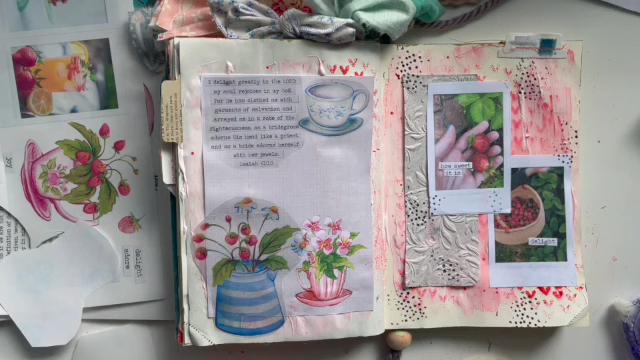 I delight greatly in the LORD
my soul rejoices in my God
For He has clothed me with
garments of salvation and
arrayed me in a robe of
righteousness as a bridegroom
adorns his head like a priest
and as a bride adorns herself
with her jewels.
Isaiah 61:10
how sweet
it is
delight
delight
adore